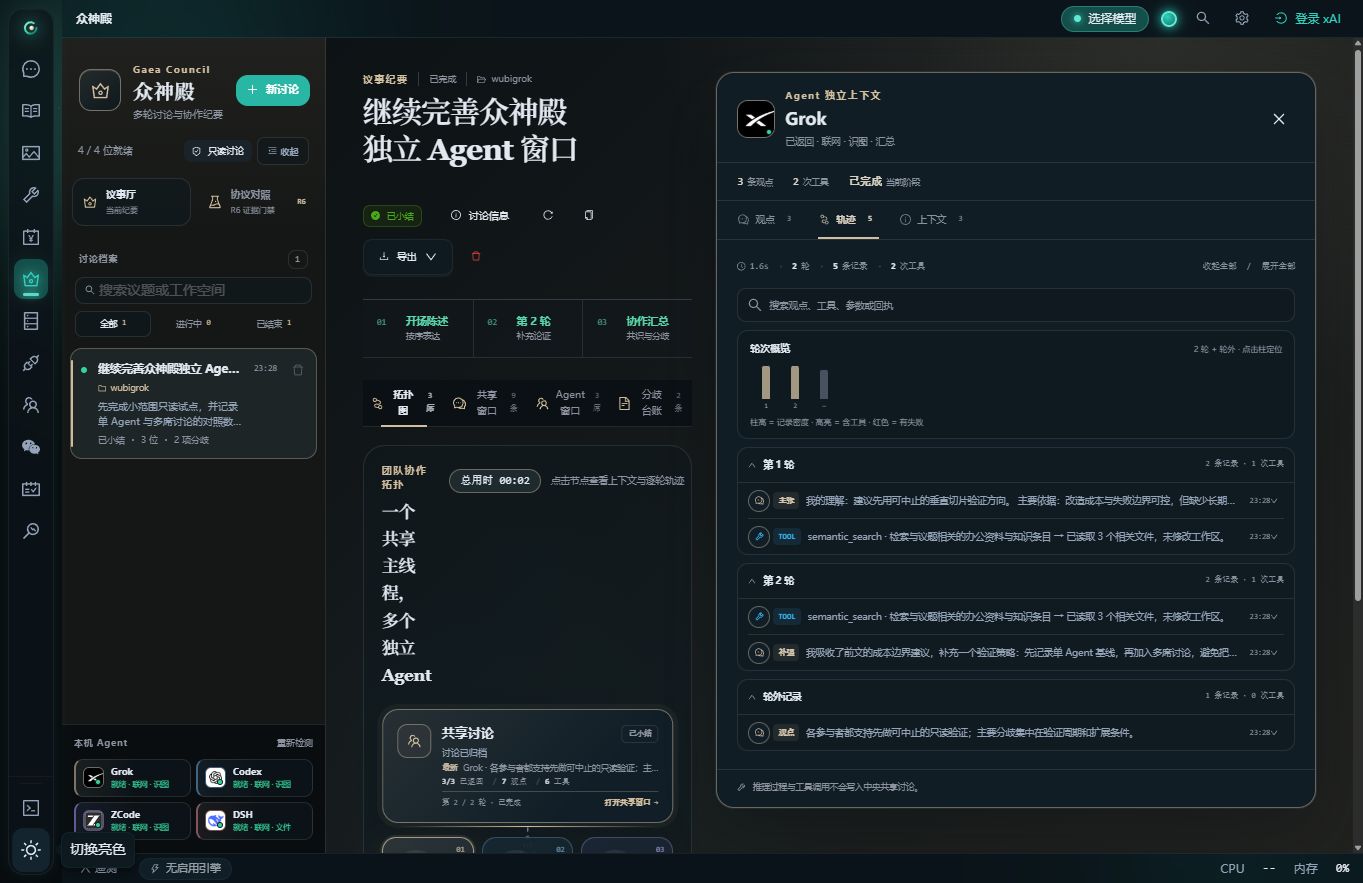 众神殿
选择模型
登录 xAI
Gaea Council
众神殿
多轮讨论与协作纪要
+ 新讨论
4 / 4 位就绪
只读讨论
收起
议事厅
当前纪要
协议对照
R6 证据门禁
R6
讨论档案
1
搜索议题或工作空间
全部 1
进行中 0
已结束 1
继续完善众神殿独立 Age...
23:28
wubigrok
先完成小范围只读试点，并记录
单 Agent 与多席讨论的对照数...
已小结 · 3 位 · 2 项分歧
本机 Agent
重新检测
Grok
就绪·联网·识图
Codex
就绪·联网·识图
ZCode
就绪·联网·识图
DSH
就绪·联网·文件
切换亮色
遥测
无启用引擎
CPU -- 内存 0%
议事纪要
已完成
wubigrok
继续完善众神殿
独立 Agent 窗口
已小结
讨论信息
导出
01 开场陈述
按序表达
02 第 2 轮
补充论证
03 协作汇总
共识与分歧
拓扑图 3 席
共享窗口 9 条
Agent 窗口 3 席
分歧台账 2 条
团队协作
拓扑
总用时 00:02
点击节点查看上下文与逐轮轨迹
一个
共享
主线
程，
多个
独立
Agent
共享讨论
已小结
讨论已归档
最新 Grok · 各参与者都支持先做可中止的只读验证；主...
3/3 已返回 / 7 观点 / 6 工具
第 2 / 2 轮 · 已完成
打开共享窗口 →
01
02
03
Agent 独立上下文
Grok
已返回 · 联网 · 识图 · 汇总
3 条观点
2 次工具
已完成 当前阶段
观点 3
轨迹 5
上下文 3
1.6s · 2 轮 · 5 条记录 · 2 次工具
收起全部 / 展开全部
搜索观点、工具、参数或回执
轮次概览
2 轮 + 轮外 · 点击柱定位
1
2
–
柱高 = 记录密度 · 高亮 = 含工具 · 红色 = 有失败
第 1 轮
2 条记录 · 1 次工具
主张 我的理解：建议先用可中止的垂直切片验证方向。 主要依据：改造成本与失败边界可控，但缺少长期... 23:28
TOOL semantic_search · 检索与议题相关的办公资料与知识条目 → 已读取 3 个相关文件，未修改工作区。 23:28
第 2 轮
2 条记录 · 1 次工具
TOOL semantic_search · 检索与议题相关的办公资料与知识条目 → 已读取 3 个相关文件，未修改工作区。 23:28
补强 我吸收了前文的成本边界建议，补充一个验证策略：先记录单 Agent 基线，再加入多席讨论，避免把... 23:28
轮外记录
1 条记录 · 0 次工具
观点 各参与者都支持先做可中止的只读验证；主要分歧集中在验证周期和扩展条件。 23:28
推理过程与工具调用不会写入中央共享讨论。